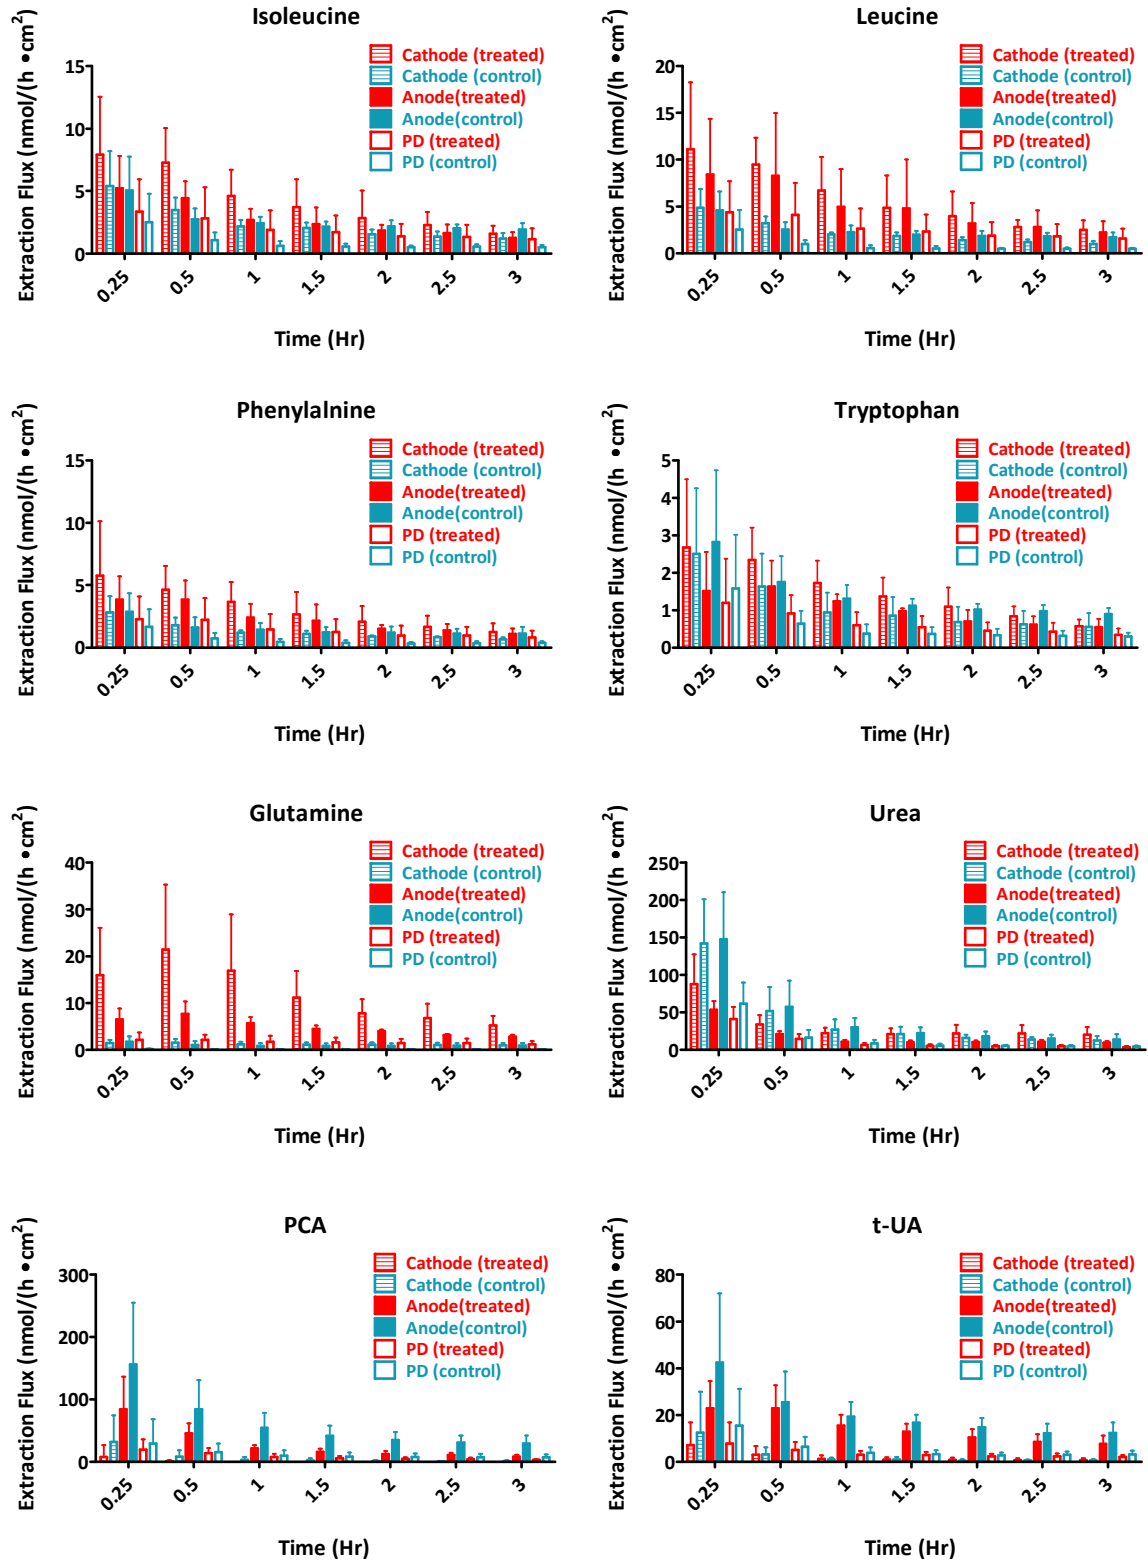 Isoleucine
Extraction Flux (nmol/(h •cm²)
15
10
5
0
Cathode (treated)
Cathode (control)
Anode(treated)
Anode(control)
PD (treated)
PD (control)
0.25
0.5
1
1.5
2
2.5
3
Time (Hr)
Leucine
Extraction Flux (nmol/(h •cm²)
20
15
10
5
0
Cathode (treated)
Cathode (control)
Anode(treated)
Anode(control)
PD (treated)
PD (control)
0.25
0.5
1
1.5
2
2.5
3
Time (Hr)
Phenylalnine
Extraction Flux (nmol/(h •cm²)
15
10
5
0
Cathode (treated)
Cathode (control)
Anode(treated)
Anode(control)
PD (treated)
PD (control)
0.25
0.5
1
1.5
2
2.5
3
Time (Hr)
Tryptophan
Extraction Flux (nmol/(h •cm²)
5
4
3
2
1
0
Cathode (treated)
Cathode (control)
Anode(treated)
Anode(control)
PD (treated)
PD (control)
0.25
0.5
1
1.5
2
2.5
3
Time (Hr)
Glutamine
Extraction Flux (nmol/(h •cm²)
40
30
20
10
0
Cathode (treated)
Cathode (control)
Anode(treated)
Anode(control)
PD (treated)
PD (control)
0.25
0.5
1
1.5
2
2.5
3
Time (Hr)
Urea
Extraction Flux (nmol/(h •cm²)
250
200
150
100
50
0
Cathode (treated)
Cathode (control)
Anode(treated)
Anode(control)
PD (treated)
PD (control)
0.25
0.5
1
1.5
2
2.5
3
Time (Hr)
PCA
Extraction Flux (nmol/(h •cm²)
300
200
100
0
Cathode (treated)
Cathode (control)
Anode(treated)
Anode(control)
PD (treated)
PD (control)
0.25
0.5
1
1.5
2
2.5
3
Time (Hr)
t-UA
Extraction Flux (nmol/(h •cm²)
80
60
40
20
0
Cathode (treated)
Cathode (control)
Anode(treated)
Anode(control)
PD (treated)
PD (control)
0.25
0.5
1
1.5
2
2.5
3
Time (Hr)